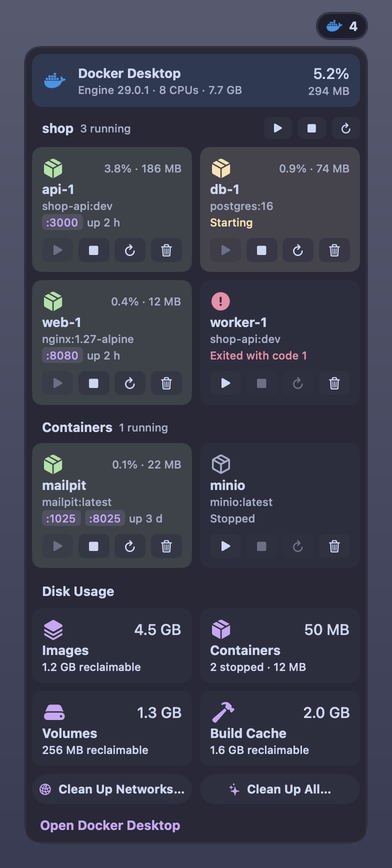 4
Docker Desktop 5.2%
Engine 29.0.1 · 8 CPUs · 7.7 GB 294 MB
shop 3 running
3.8% · 186 MB
api-1
shop-api:dev
:3000 up 2 h
0.9% · 74 MB
db-1
postgres:16
Starting
0.4% · 12 MB
web-1
nginx:1.27-alpine
:8080 up 2 h
worker-1
shop-api:dev
Exited with code 1
Containers 1 running
0.1% · 22 MB
mailpit
mailpit:latest
:1025 :8025 up 3 d
minio
minio:latest
Stopped
Disk Usage
4.5 GB
Images
1.2 GB reclaimable
50 MB
Containers
2 stopped · 12 MB
1.3 GB
Volumes
256 MB reclaimable
2.0 GB
Build Cache
1.6 GB reclaimable
Clean Up Networks...
Clean Up All...
Open Docker Desktop